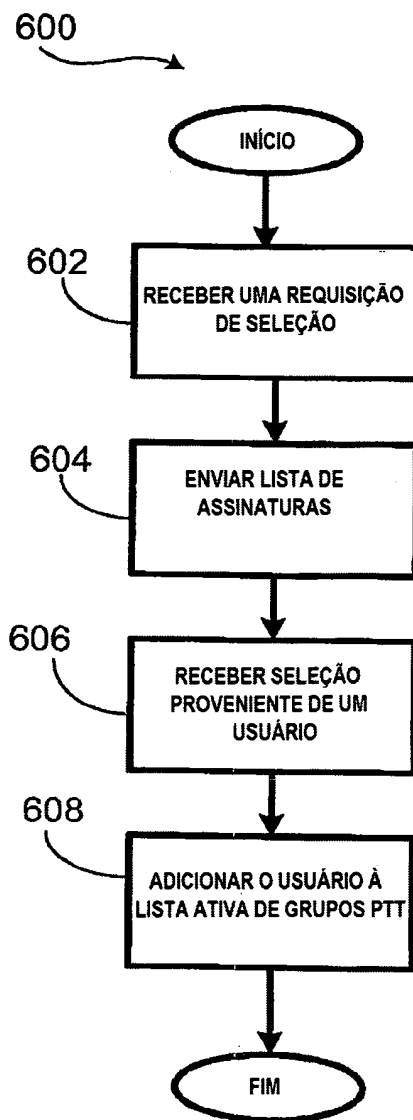 600
INÍCIO
602
RECEBER UMA REQUISIÇÃO
DE SELEÇÃO
604
ENVIAR LISTA DE
ASSINATURAS
606
RECEBER SELEÇÃO
PROVENIENTE DE UM
USUÁRIO
608
ADICIONAR O USUÁRIO À
LISTA ATIVA DE GRUPOS PTT
FIM